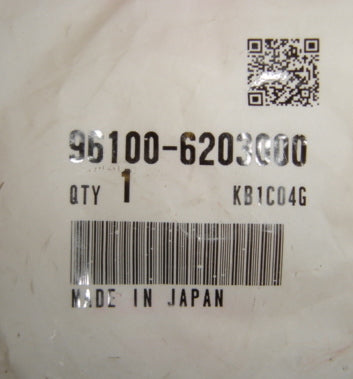 96100-6203000
QTY 1 KB1C04G
MADE IN JAPAN